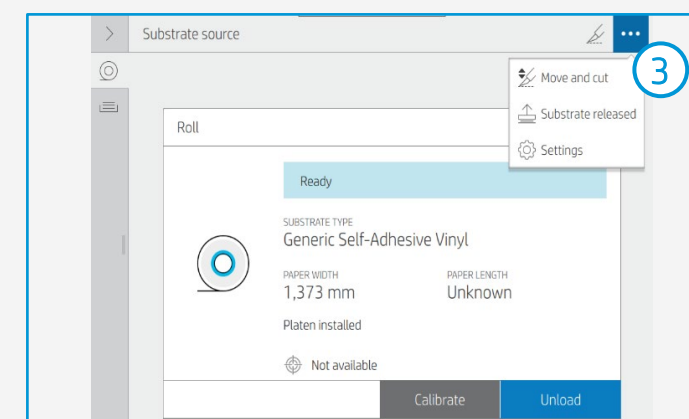 Substrate source
3
Move and cut
Substrate released
Settings
Roll
Ready
SUBSTRATE TYPE
Generic Self-Adhesive Vinyl
PAPER WIDTH PAPER LENGTH
1,373 mm Unknown
Platen installed
Not available
Calibrate Unload